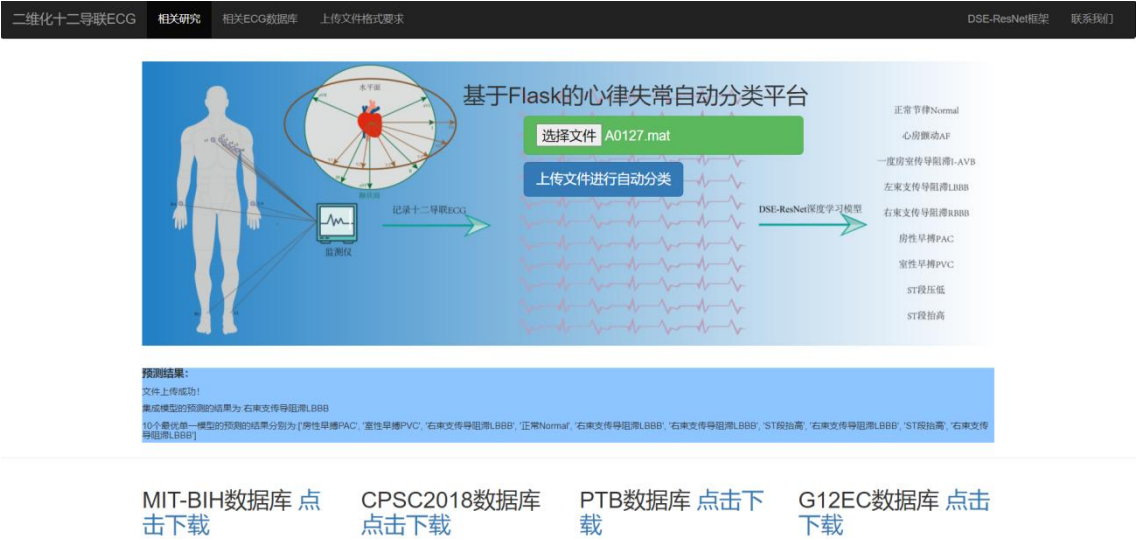 二维化十二导联ECG 相关研究 相关ECG数据库 上传文件格式要求 DSE-ResNet框架 联系我们
水平面
额状面
监测仪
记录十二导联ECG
基于Flask的心律失常自动分类平台
选择文件 A0127.mat
上传文件进行自动分类
DSE-ResNet深度学习模型
正常节律Normal
心房颤动AF
一度房室传导阻滞I-AVB
左束支传导阻滞LBBB
右束支传导阻滞RBBB
房性早搏PAC
室性早搏PVC
ST段压低
ST段抬高
预测结果:
文件上传成功!
集成模型的预测的结果为 右束支传导阻滞LBBB
10个最优单一模型的预测的结果分别为 ['房性早搏PAC', '室性早搏PVC', '右束支传导阻滞LBBB', '正常Normal', '右束支传导阻滞LBBB', '右束支传导阻滞LBBB', 'ST段抬高', '右束支传导阻滞LBBB', 'ST段抬高', '右束支传
导阻滞LBBB']
MIT-BIH数据库 点
击下载
CPSC2018数据库
点击下载
PTB数据库 点击下
载
G12EC数据库 点击
下载